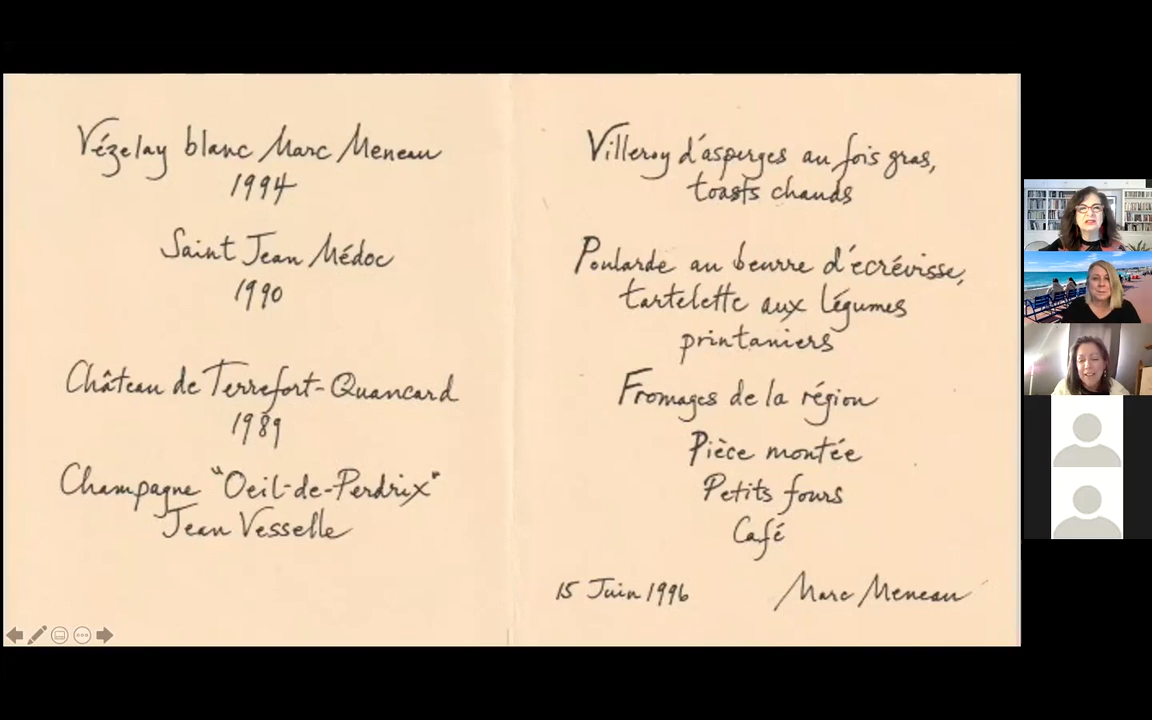 Vézelay blanc Marc Meneau
1994
Saint Jean Médoc
1990
Château de Terrefort-Quancard
1989
Champagne "Oeil-de-Perdrix"
Jean Vesselle
Villeroy d'asperges au fois gras,
toasts chauds
Poularde au beurre d'ecrévisse,
tartelette aux légumes
printaniers
Fromages de la région
Pièce montée
Petits fours
Café
15 Juin 1996
Marc Meneau